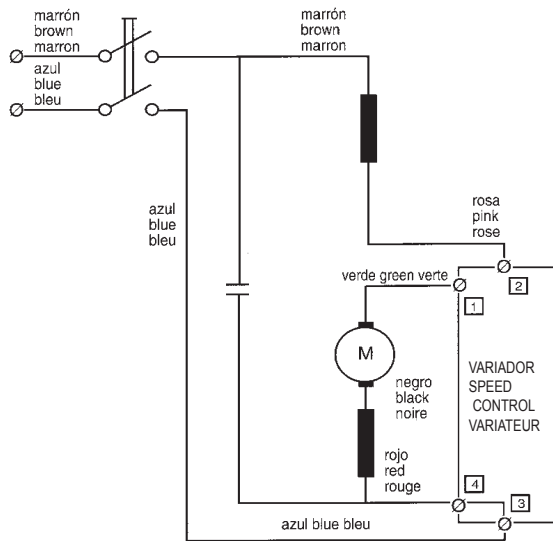 marrón
brown
marron
azul
blue
bleu
marrón
brown
marron
azul
blue
bleu
rosa
pink
rose
verde green verte
2
1
M
VARIADOR
SPEED
CONTROL
VARIATEUR
negro
black
noire
rojo
red
rouge
4
3
azul blue bleu